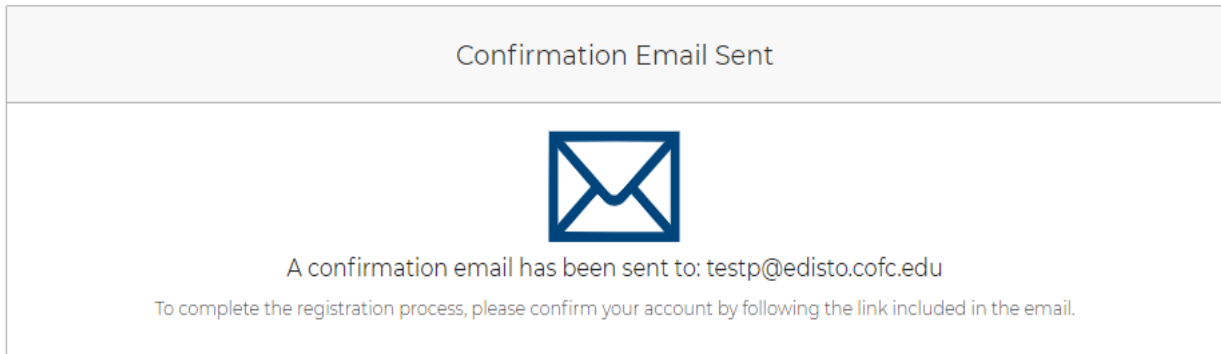 Confirmation Email Sent
A confirmation email has been sent to: testp@edisto.cofc.edu
To complete the registration process, please confirm your account by following the link included in the email.